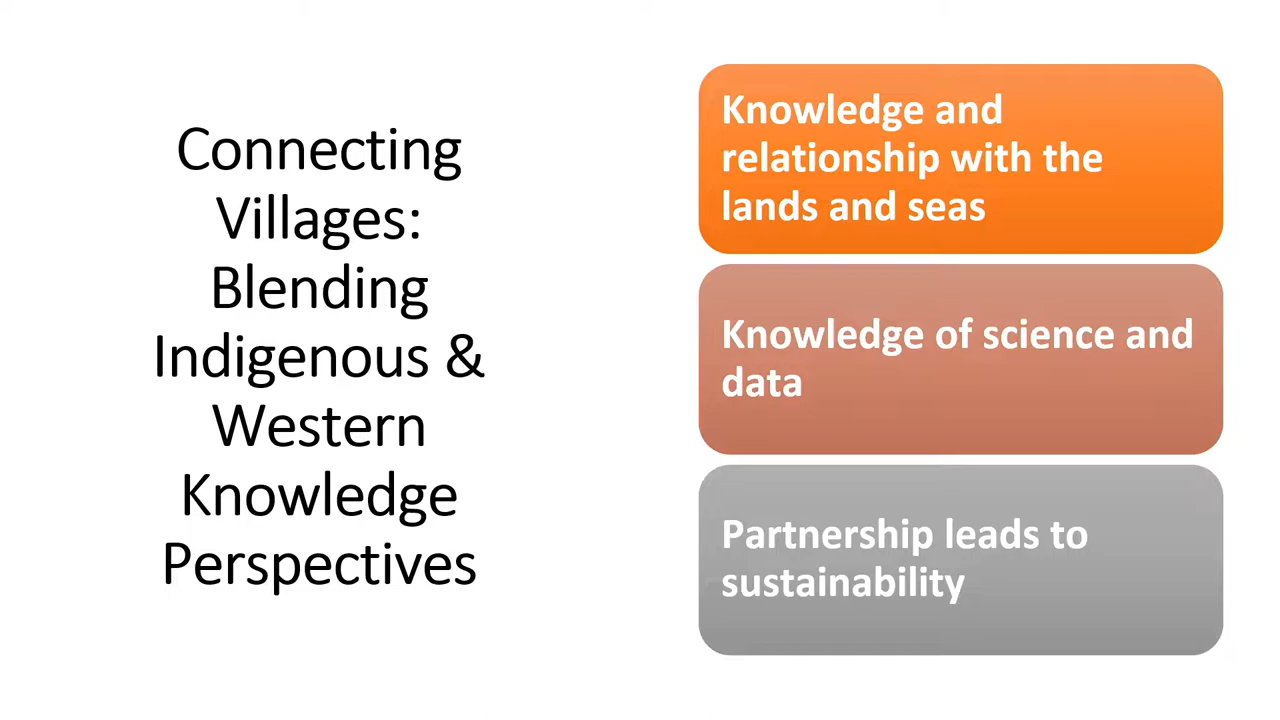 Connecting
Villages:
Blending
Indigenous &
Western
Knowledge
Perspectives
Knowledge and
relationship with the
lands and seas
Knowledge of science and
data
Partnership leads to
sustainability